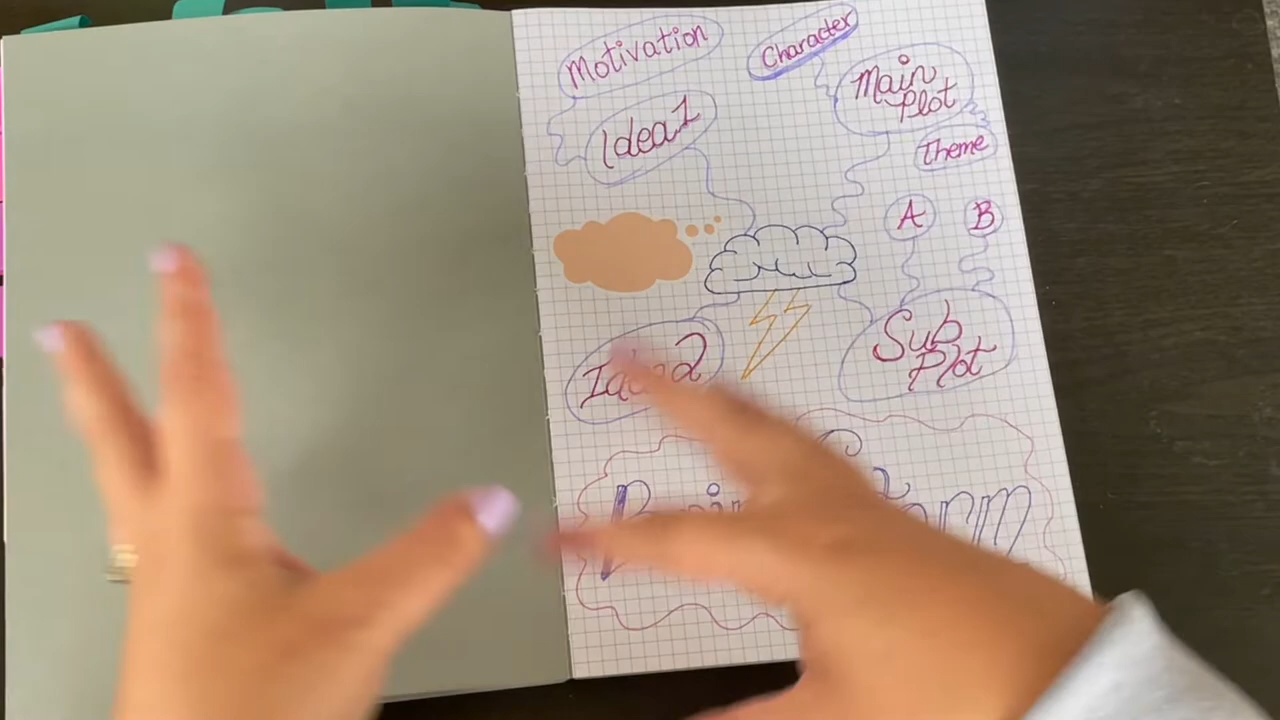 Motivation
Character
Main
Plot
Idea 1
Theme
A
B
Sub
Plot